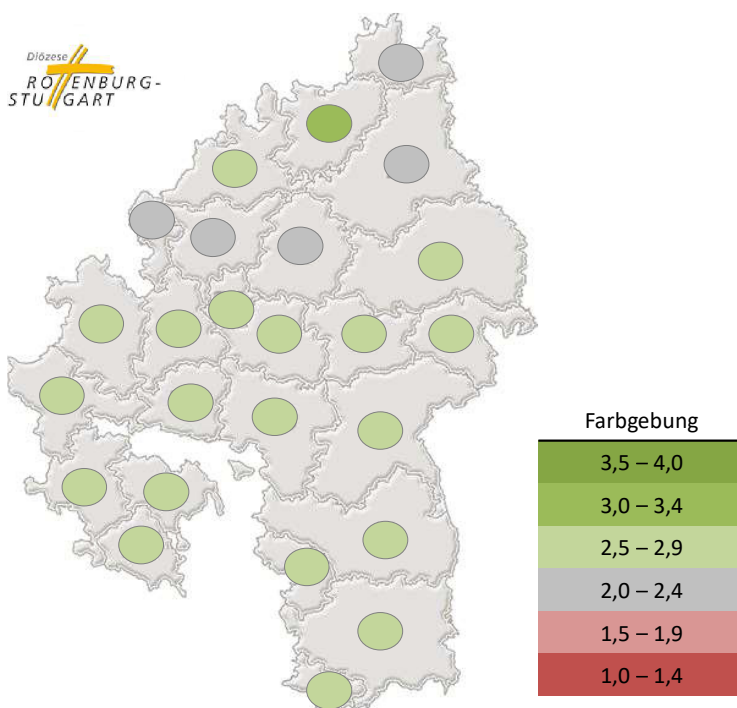 Diözese
ROTTENBURG-
STUTTGART
Farbgebung
3,5 – 4,0
3,0 – 3,4
2,5 – 2,9
2,0 – 2,4
1,5 – 1,9
1,0 – 1,4